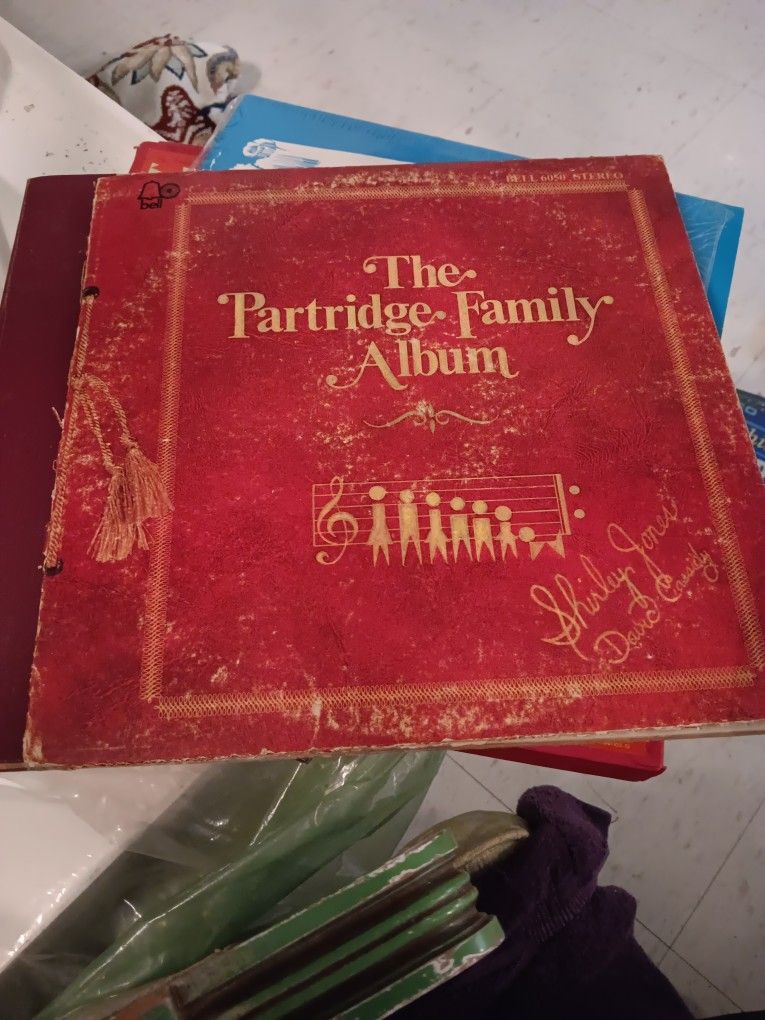 bell
BELL 6050 STEREO
The
Partridge Family
Album
Shirley Jones
David Cassidy